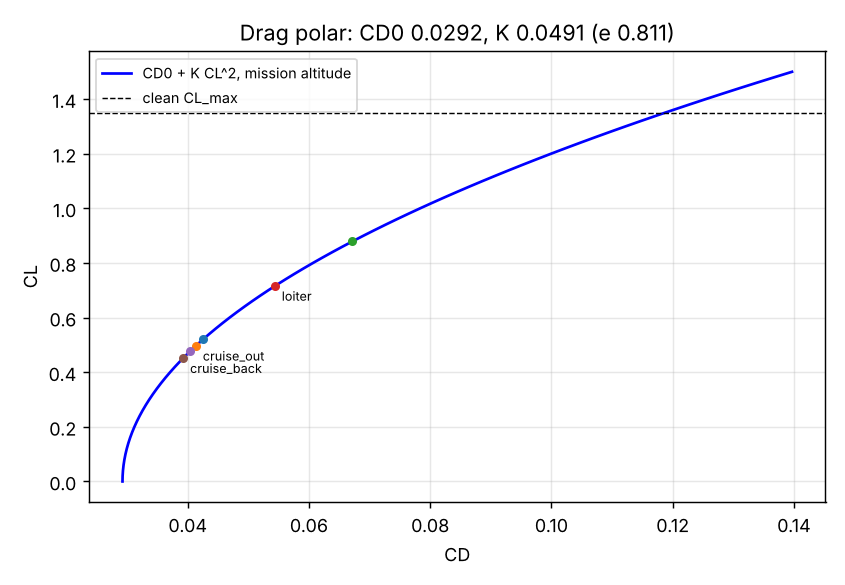 Drag polar: CD0 0.0292, K 0.0491 (e 0.811)
CD0 + K CL^2, mission altitude
clean CL_max
1.4
1.2
1.0
0.8
0.6
0.4
0.2
0.0
CL
loiter
cruise_out
cruise_back
0.04 0.06 0.08 0.10 0.12 0.14
CD